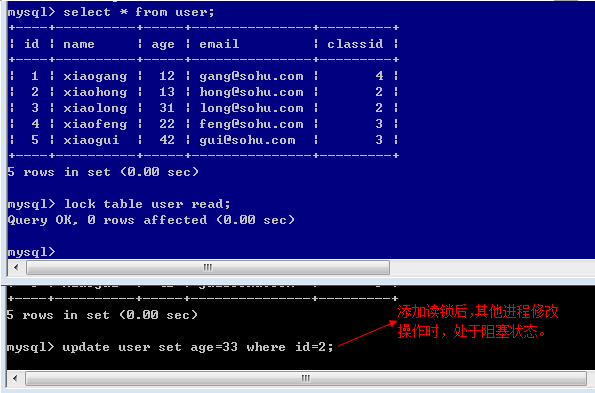 mysql> select * from user;
+----+----------+-----+---------------+---------+
| id | name     | age | email         | classid |
+----+----------+-----+---------------+---------+
|  1 | xiaogang |  12 | gang@sohu.com |       4 |
|  2 | xiaohong |  13 | hong@sohu.com |       2 |
|  3 | xiaolong |  31 | long@sohu.com |       2 |
|  4 | xiaofeng |  22 | feng@sohu.com |       3 |
|  5 | xiaogui  |  42 | gui@sohu.com  |       3 |
+----+----------+-----+---------------+---------+
5 rows in set (0.00 sec)
mysql> lock table user read;
Query OK, 0 rows affected (0.00 sec)
mysql>
+----+----------+-----+---------------+---------+
5 rows in set (0.00 sec)
mysql> update user set age=33 where id=2;
添加读锁后,其他进程修改
操作时，处于阻塞状态。